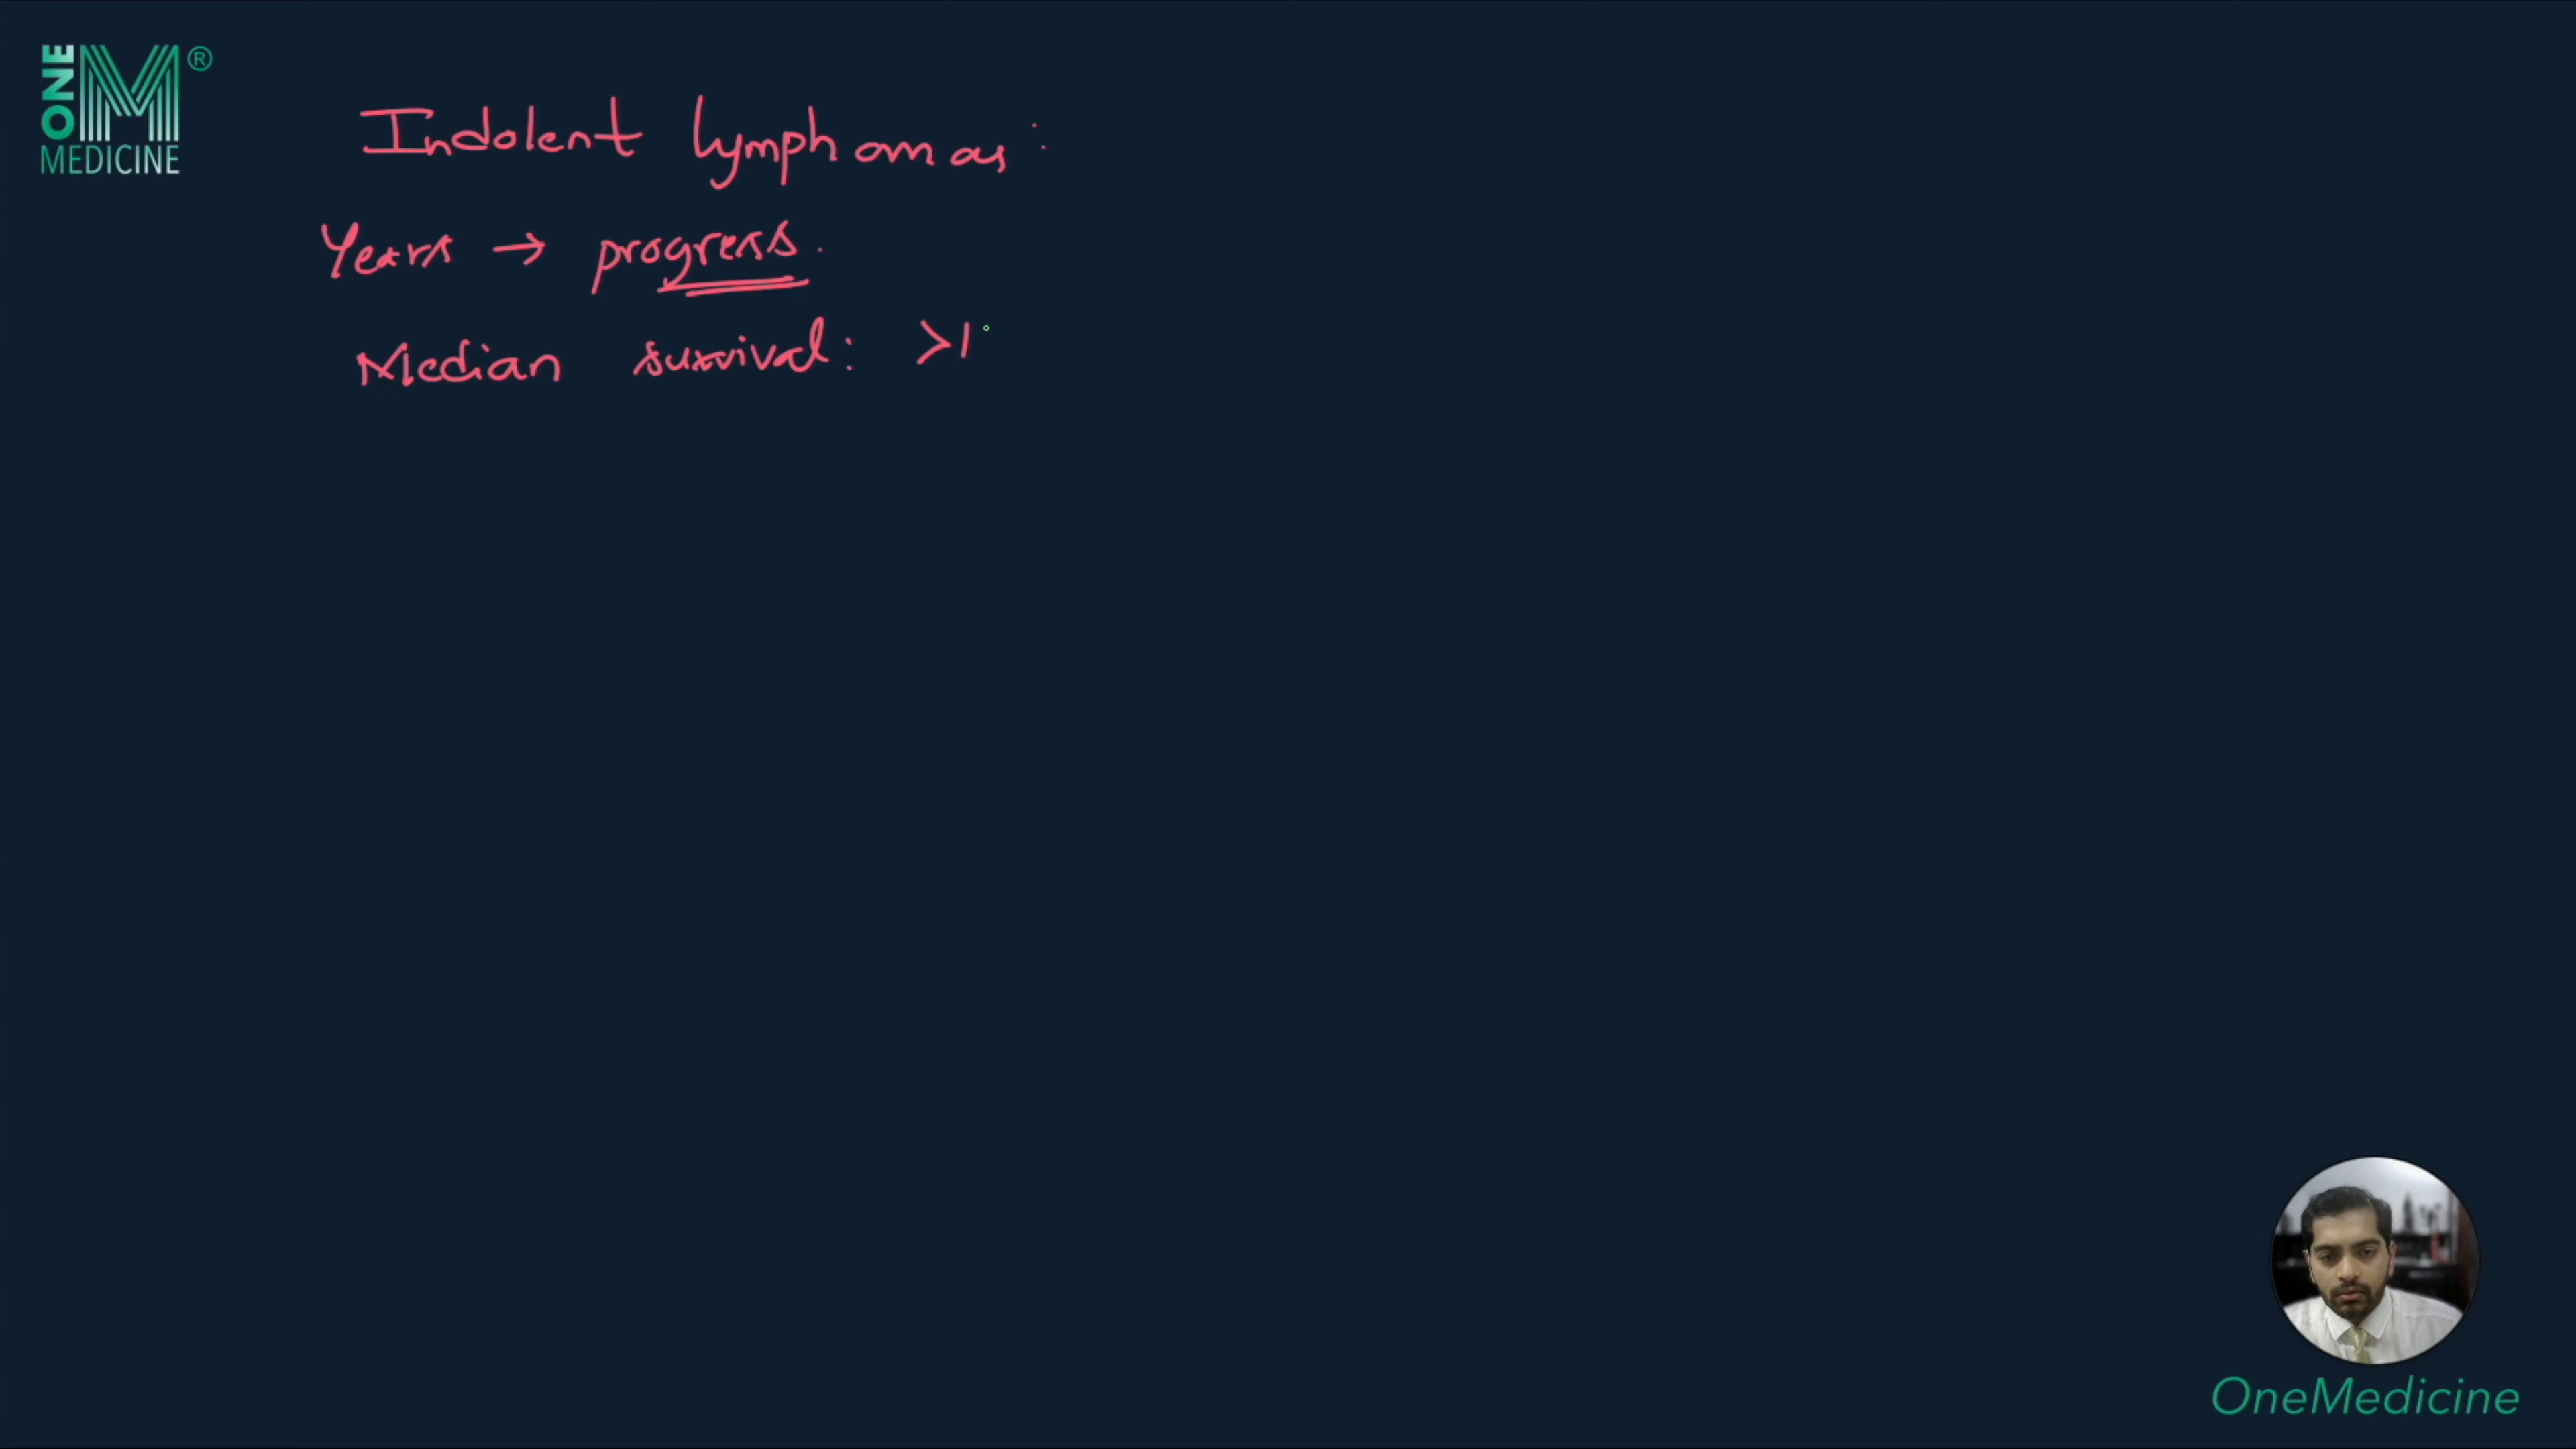 ONE M ®
MEDICINE
Indolent lymphomas:
Years → progress.
Median survival: >1
OneMedicine